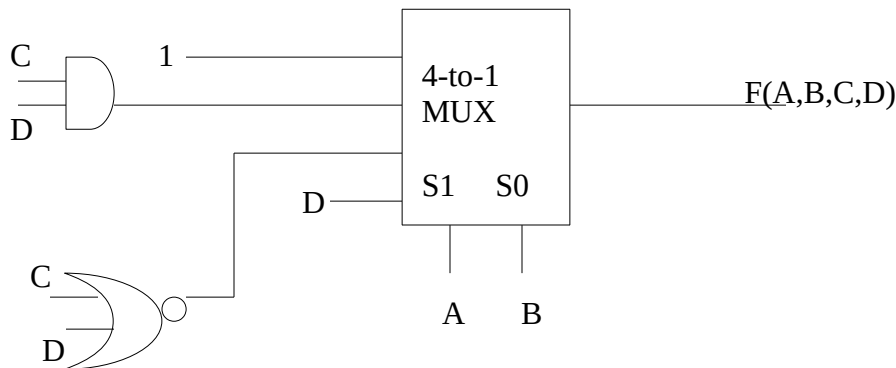 C
1
4-to-1
MUX
F(A,B,C,D)
D
D
S1 S0
C
A B
D